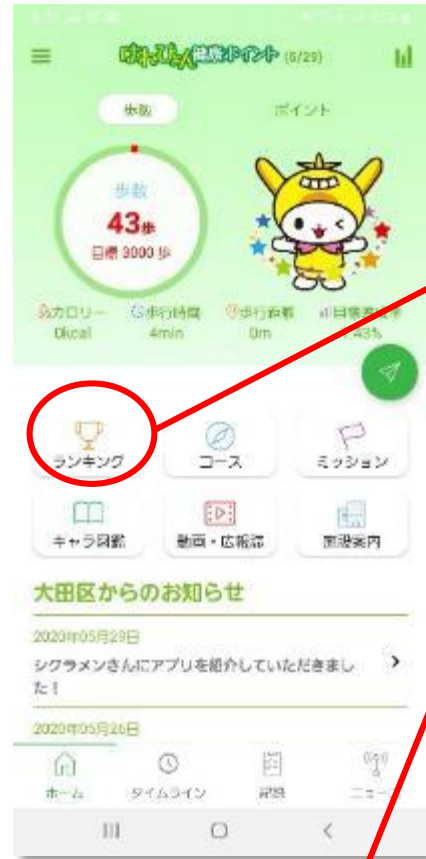 はねぴょん健康ポイント (5/29)
歩数 ポイント
歩数
43歩
目標 3000 歩
カロリー 歩行時間 歩行距離 目標達成率
0kcal 4min 0m 1.43%
ランキング コース ミッション
キャラ図鑑 動画・広報誌 施設案内
大田区からのお知らせ
2020年05月29日
シクラメンさんにアプリを紹介していただきまし
た!
2020年05月26日
ホーム タイムライン 記録 ニュース